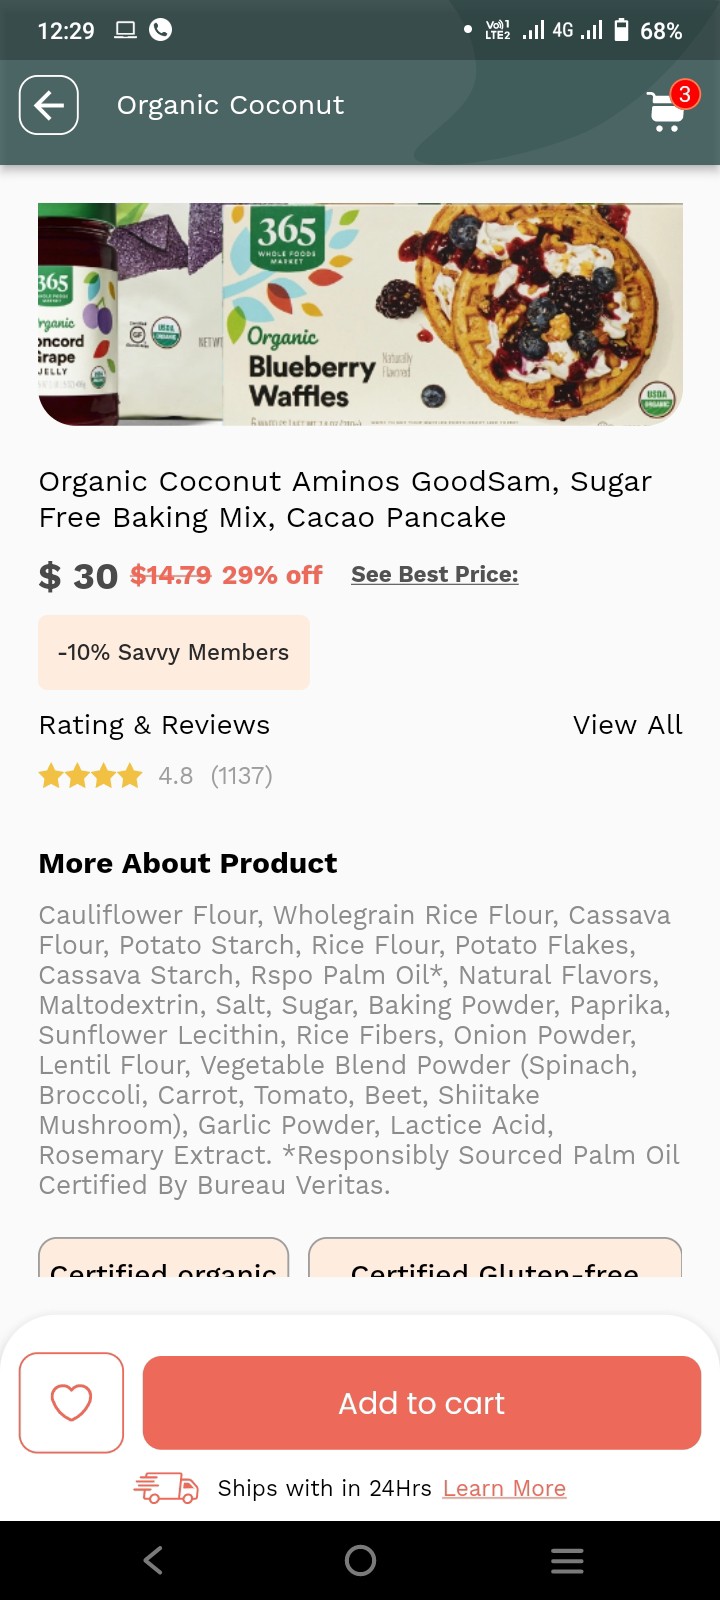 12:29
Vo)) 1
LTE2
4G
68%
Organic Coconut
3
365
WHOLE FOODS
MARKET
Organic
Blueberry
Waffles
Naturally
Flavored
USDA
ORGANIC
365
oncord
Grape
JELLY
USDA
ORGANIC
NETWT
Organic Coconut Aminos GoodSam, Sugar
Free Baking Mix, Cacao Pancake
$ 30 $14.79 29% off See Best Price:
-10% Savvy Members
Rating & Reviews View All
4.8 (1137)
More About Product
Cauliflower Flour, Wholegrain Rice Flour, Cassava
Flour, Potato Starch, Rice Flour, Potato Flakes,
Cassava Starch, Rspo Palm Oil*, Natural Flavors,
Maltodextrin, Salt, Sugar, Baking Powder, Paprika,
Sunflower Lecithin, Rice Fibers, Onion Powder,
Lentil Flour, Vegetable Blend Powder (Spinach,
Broccoli, Carrot, Tomato, Beet, Shiitake
Mushroom), Garlic Powder, Lactice Acid,
Rosemary Extract. *Responsibly Sourced Palm Oil
Certified By Bureau Veritas.
Certified organic Certified Gluten-free
Add to cart
Ships with in 24Hrs Learn More